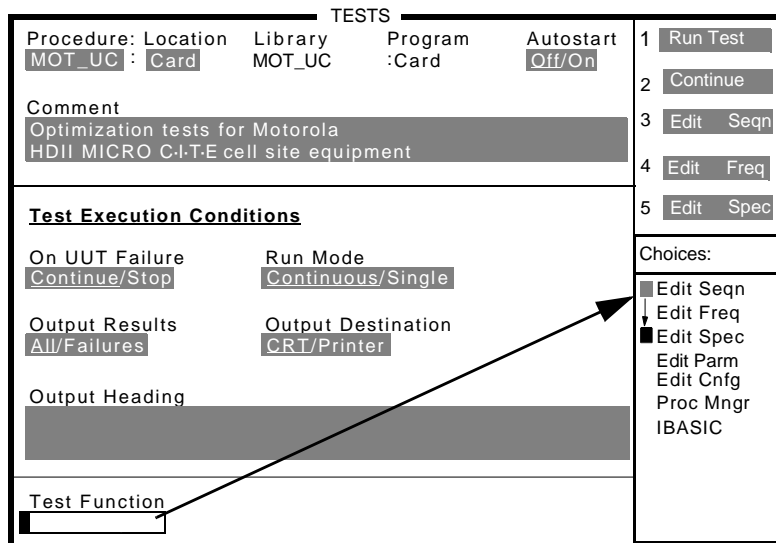 TESTS
Procedure: Location Library Program Autostart
MOT_UC : Card MOT_UC :Card Off/On
Comment
Optimization tests for Motorola
HDII MICRO C·I·T·E cell site equipment
Test Execution Conditions
On UUT Failure Run Mode
Continue/Stop Continuous/Single
Output Results Output Destination
All/Failures CRT/Printer
Output Heading
Test Function
1 Run Test
2 Continue
3 Edit Seqn
4 Edit Freq
5 Edit Spec
Choices:
Edit Seqn
Edit Freq
Edit Spec
Edit Parm
Edit Cnfg
Proc Mngr
IBASIC